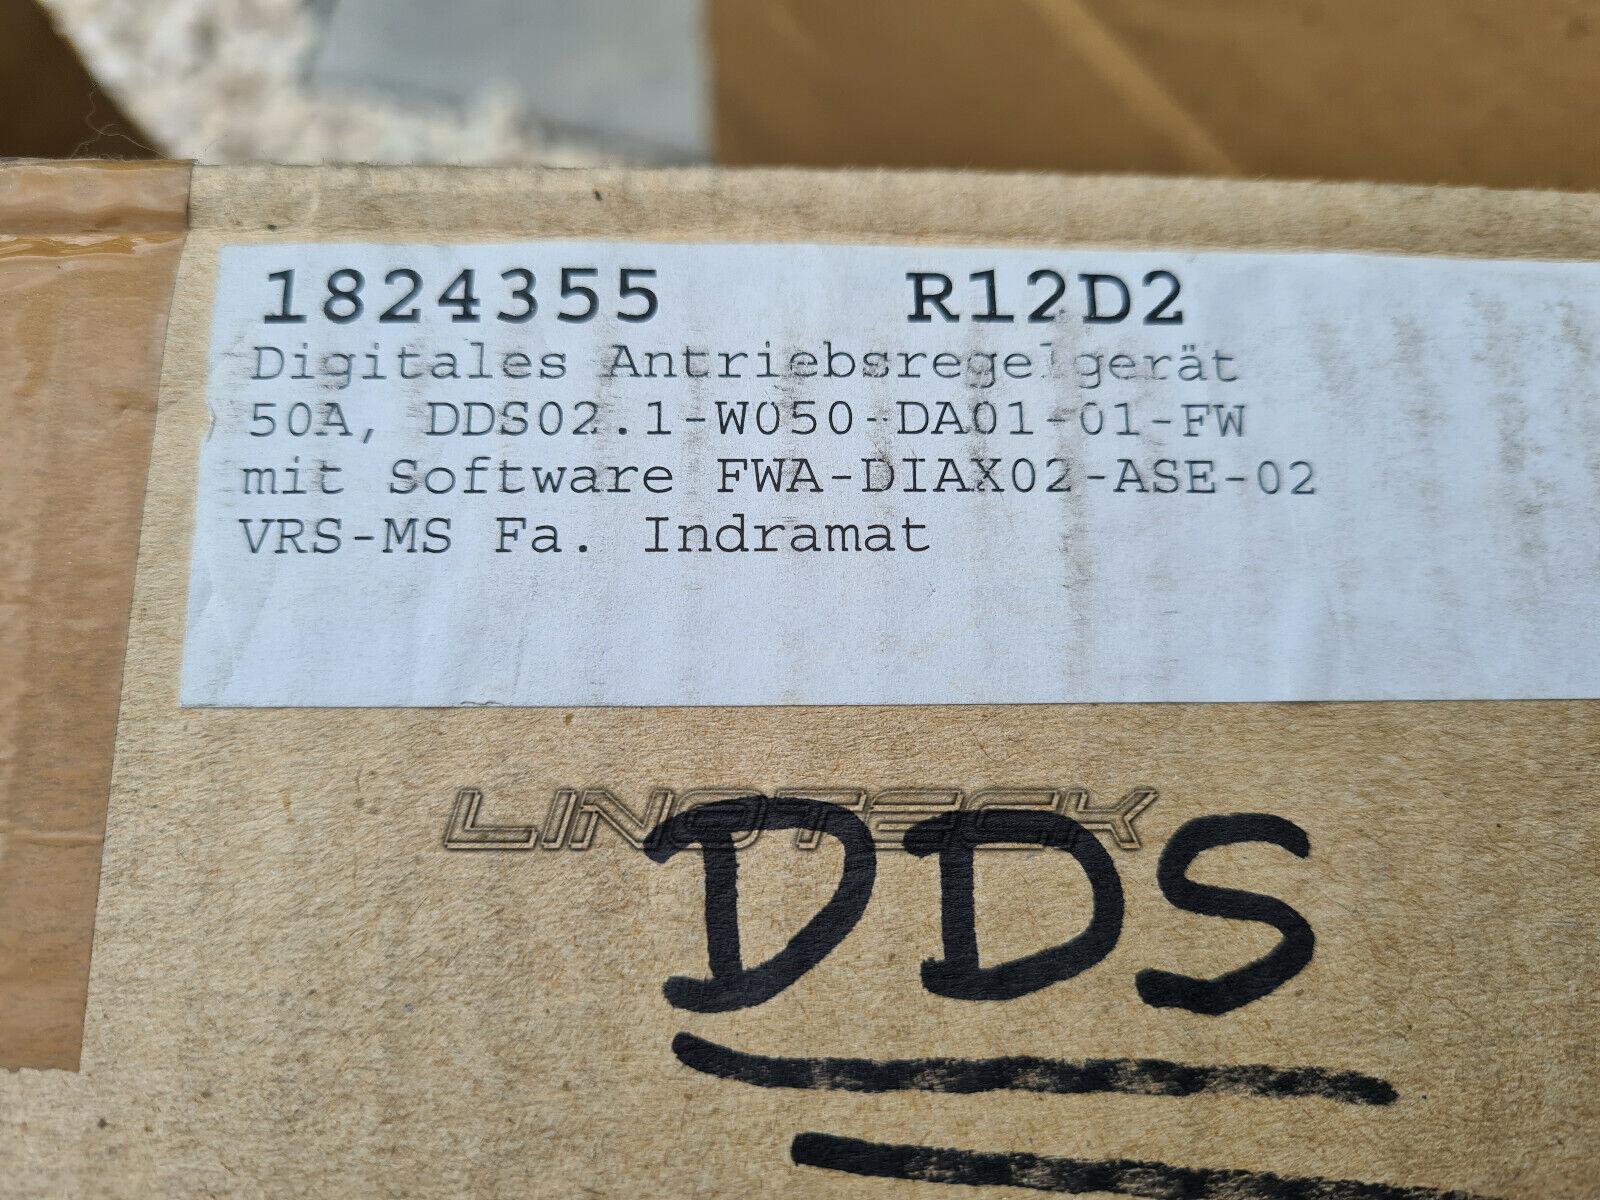 1824355 R12D2
Digitales Antriebsregelgerät
50A, DDS02.1-W050-DA01-01-FW
mit Software FWA-DIAX02-ASE-02
VRS-MS Fa. Indramat
LINOTECK
DDS